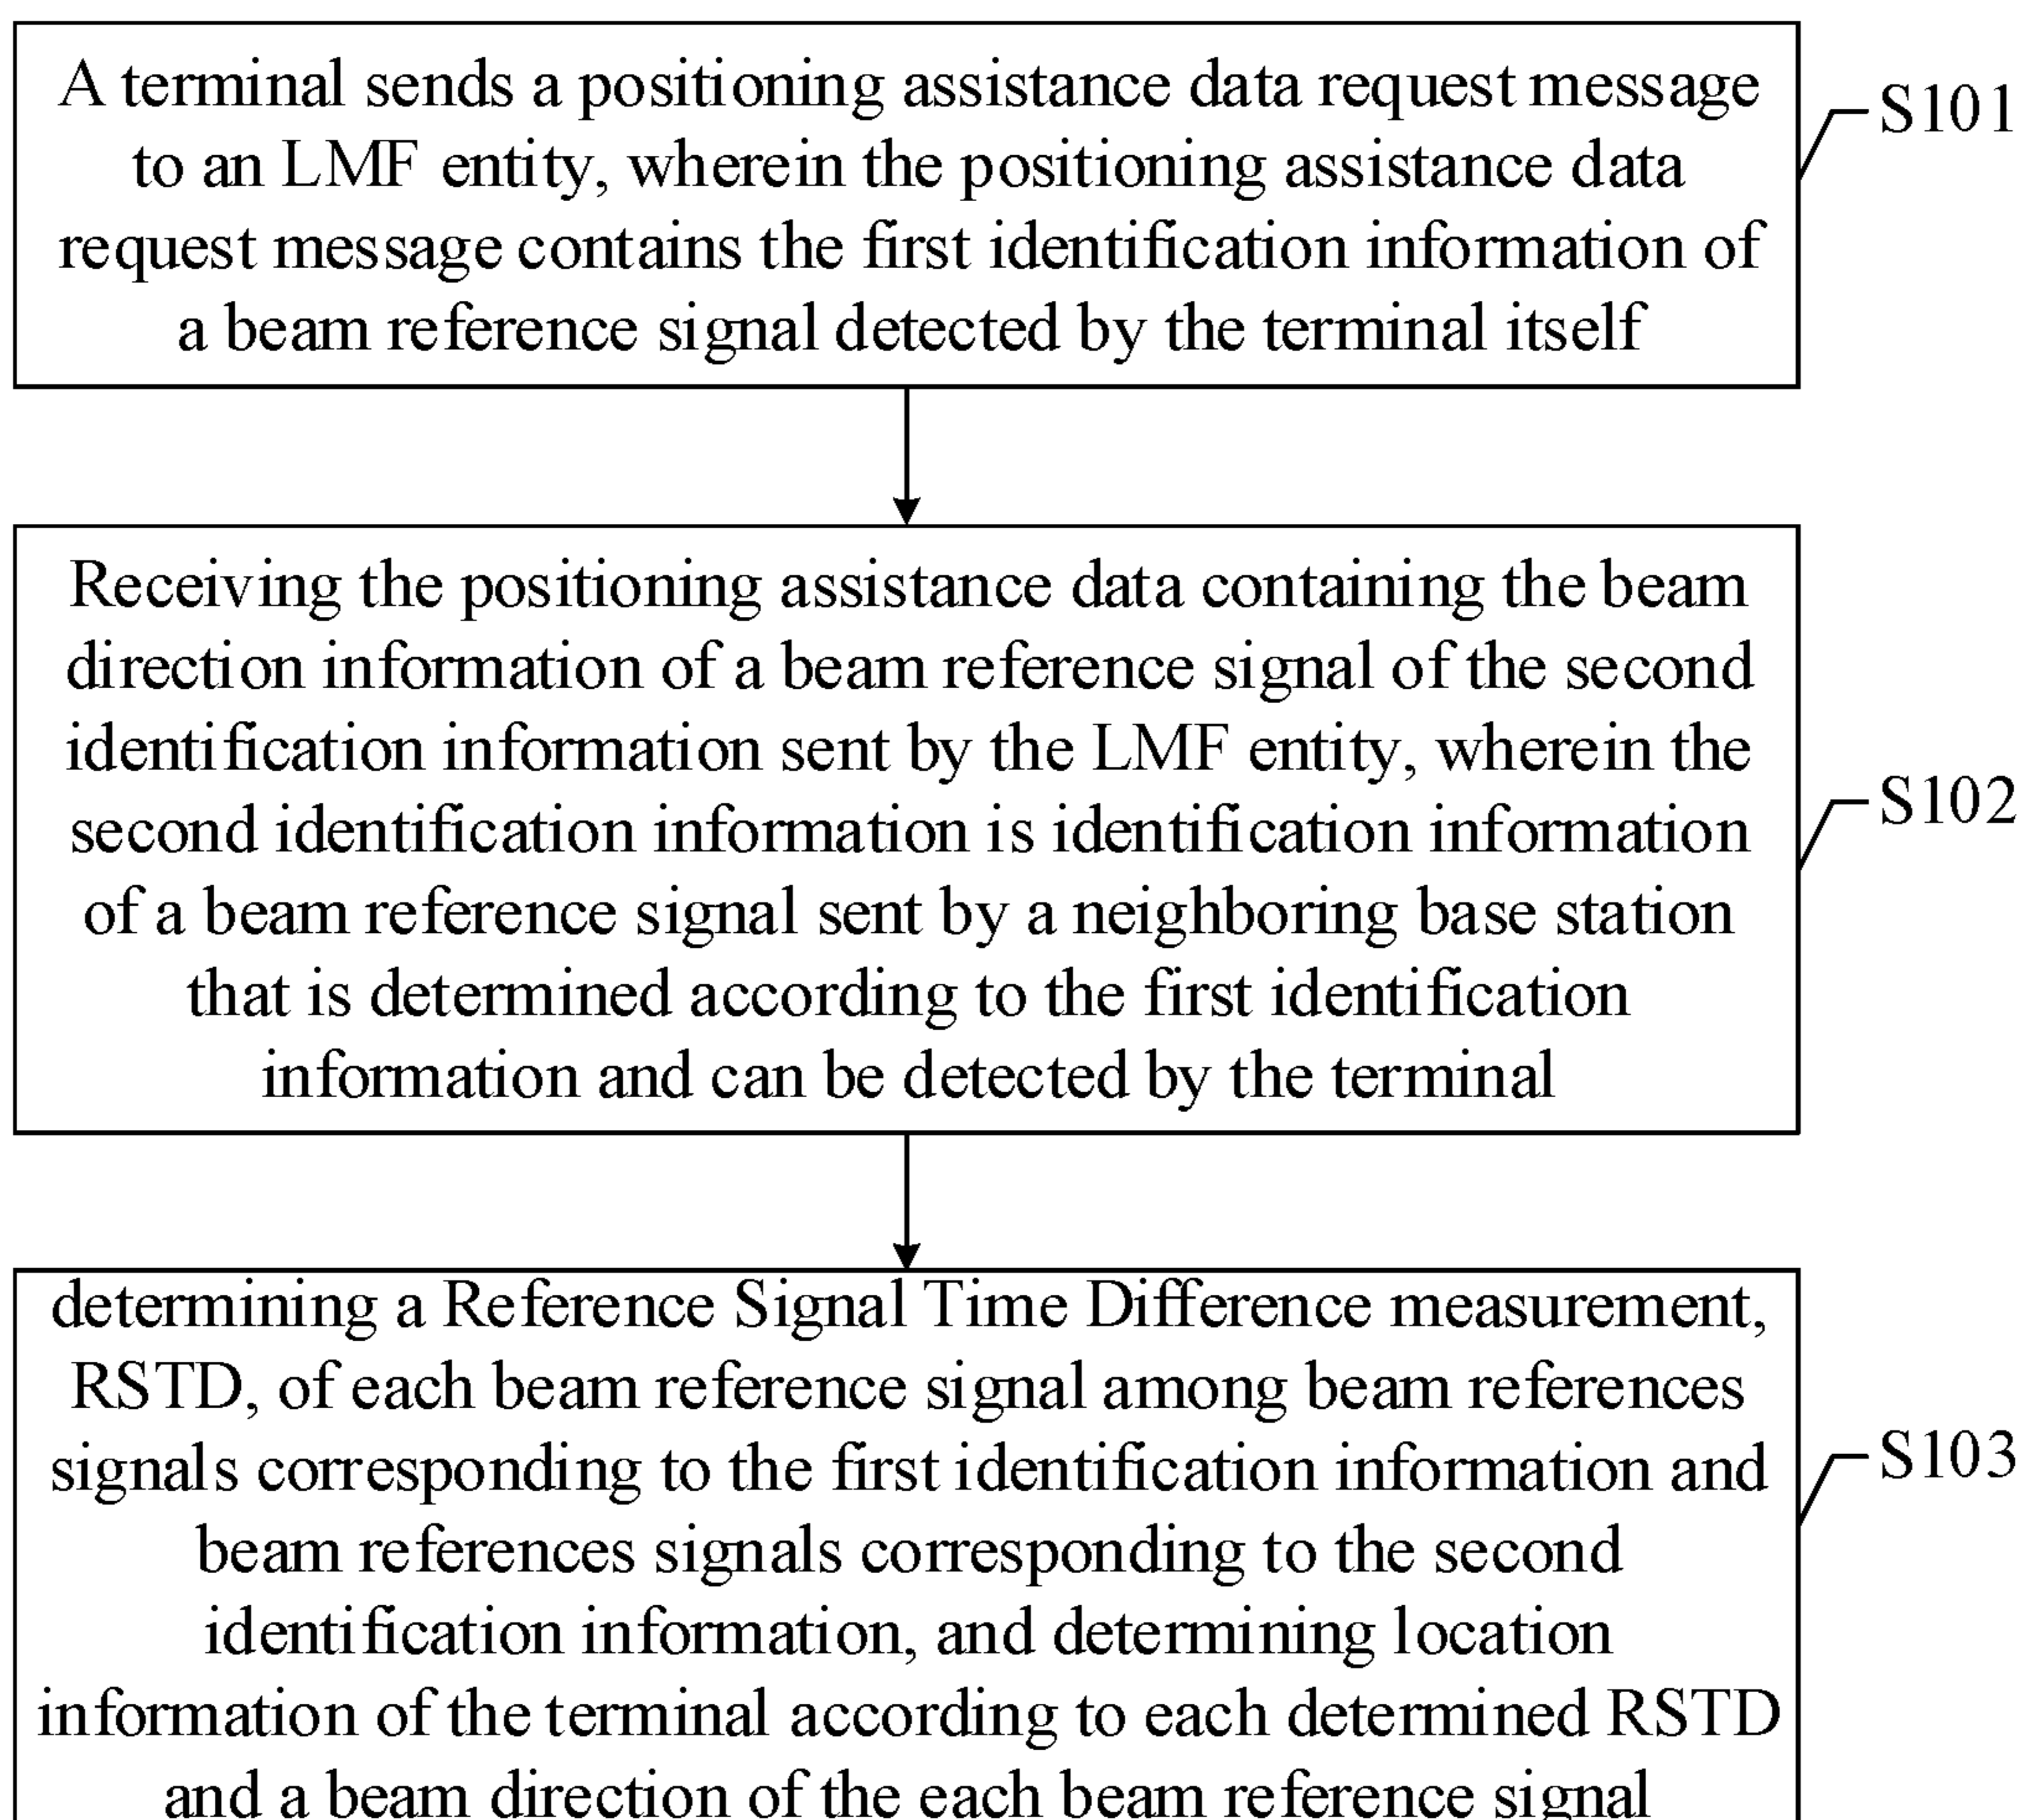 A terminal sends a positioning assistance data request message
to an LMF entity, wherein the positioning assistance data
request message contains the first identification information of
a beam reference signal detected by the terminal itself
S101
Receiving the positioning assistance data containing the beam
direction information of a beam reference signal of the second
identification information sent by the LMF entity, wherein the
second identification information is identification information
of a beam reference signal sent by a neighboring base station
that is determined according to the first identification
information and can be detected by the terminal
S102
determining a Reference Signal Time Difference measurement,
RSTD, of each beam reference signal among beam references
signals corresponding to the first identification information and
beam references signals corresponding to the second
identification information, and determining location
information of the terminal according to each determined RSTD
and a beam direction of the each beam reference signal
S103